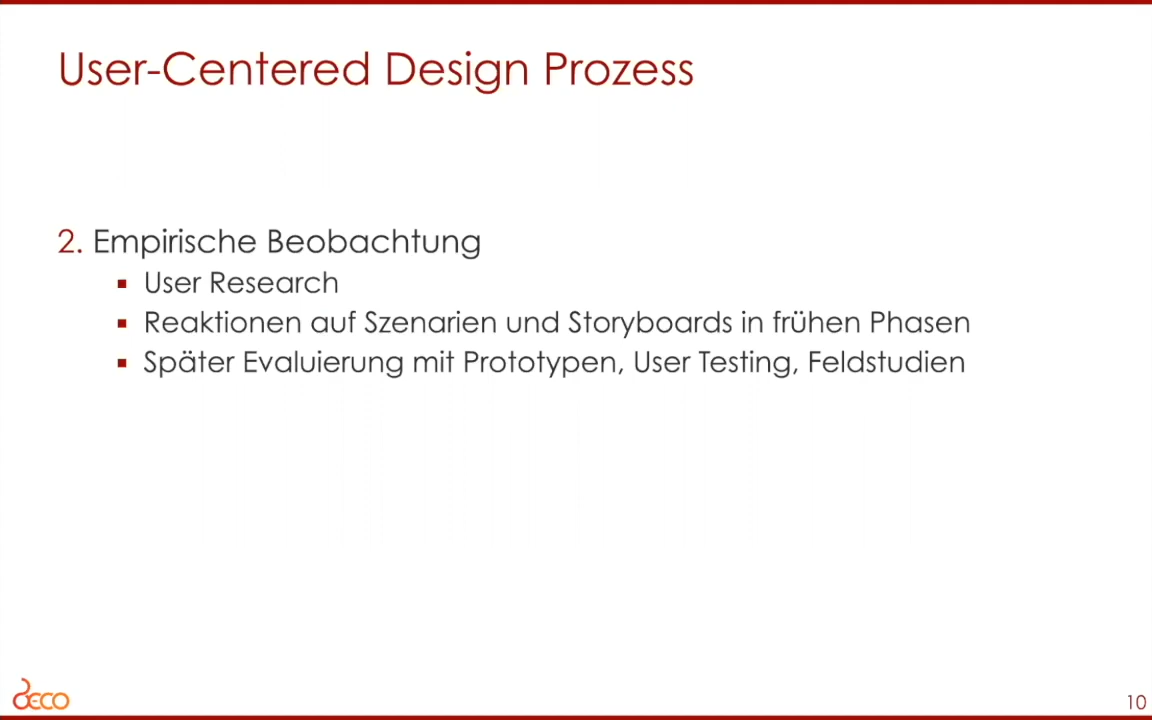 User-Centered Design Prozess
2. Empirische Beobachtung
▪ User Research
▪ Reaktionen auf Szenarien und Storyboards in frühen Phasen
▪ Später Evaluierung mit Prototypen, User Testing, Feldstudien
DECO
10